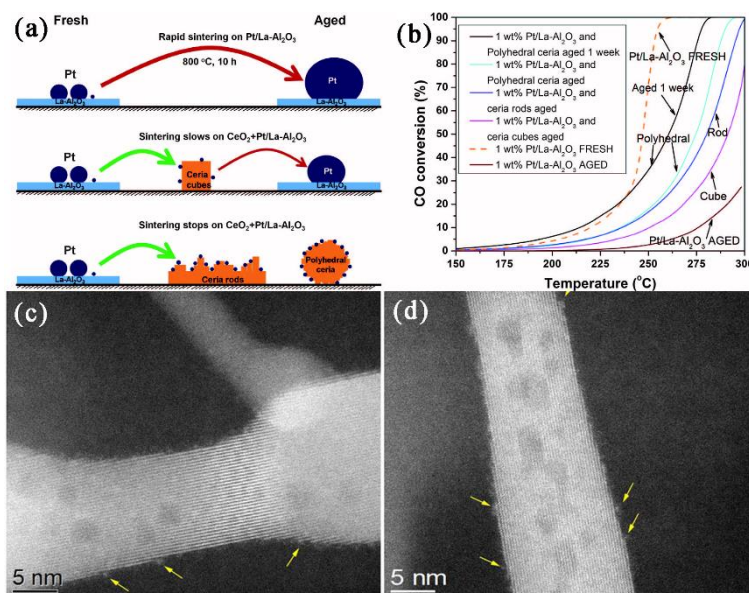 (a)
Fresh
Aged
Rapid sintering on Pt/La-Al₂O₃
800 °C, 10 h
Pt
La-Al₂O₃
Pt
La-Al₂O₃
Sintering slows on CeO₂+Pt/La-Al₂O₃
Pt
La-Al₂O₃
Ceria
cubes
Pt
La-Al₂O₃
Sintering stops on CeO₂+Pt/La-Al₂O₃
Pt
La-Al₂O₃
Ceria rods
Polyhedral
ceria
(b)
CO conversion (%)
100
90
80
70
60
50
40
30
20
10
0
1 wt% Pt/La-Al₂O₃ and
Polyhedral ceria aged 1 week
1 wt% Pt/La-Al₂O₃ and
Polyhedral ceria aged
1 wt% Pt/La-Al₂O₃ and
ceria rods aged
1 wt% Pt/La-Al₂O₃ and
ceria cubes aged
1 wt% Pt/La-Al₂O₃ FRESH
1 wt% Pt/La-Al₂O₃ AGED
Pt/La-Al₂O₃ FRESH
Aged 1 week
Polyhedral
Rod
Cube
Pt/La-Al₂O₃ AGED
150 175 200 225 250 275 300
Temperature (°C)
(c)
5 nm
(d)
5 nm